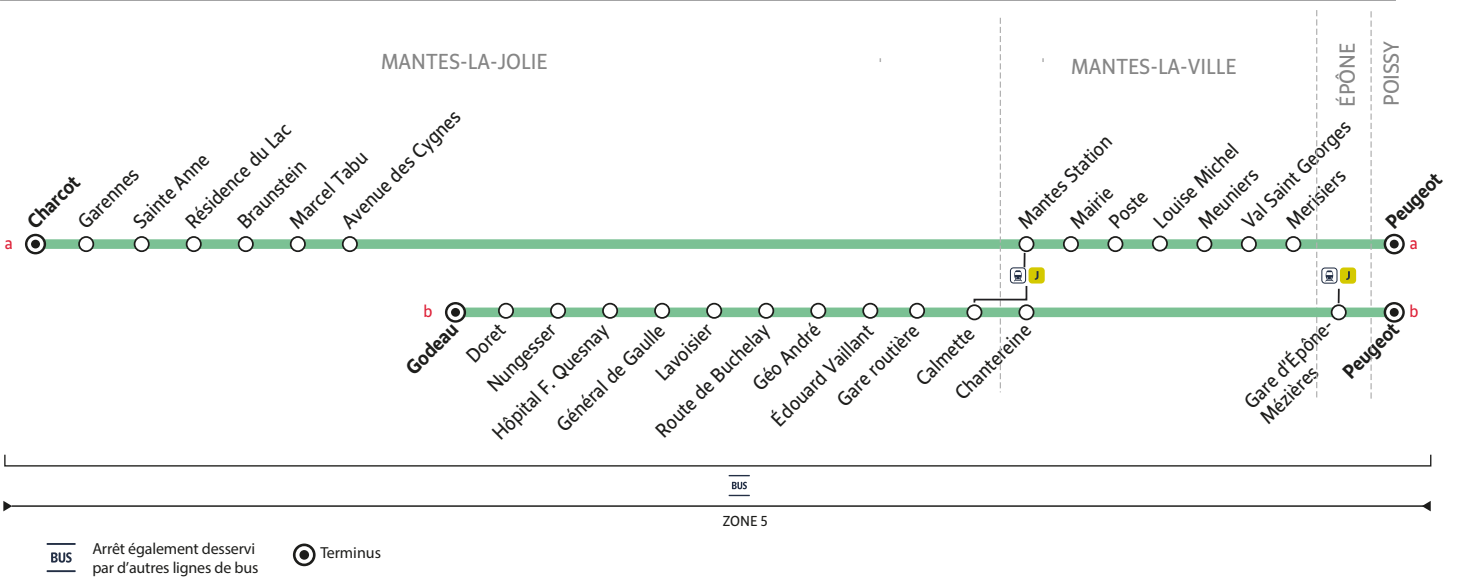 MANTES-LA-JOLIE
MANTES-LA-VILLE
ÉPÔNE
POISSY
a
Charcot
Garennes
Sainte Anne
Résidence du Lac
Braunstein
Marcel Tabu
Avenue des Cygnes
Mantes Station
Mairie
Poste
Louise Michel
Meuniers
Val Saint Georges
Merisiers
Peugeot
a
J
J
b
Godeau
Doret
Nungesser
Hôpital F. Quesnay
Général de Gaulle
Lavoisier
Route de Buchelay
Géo André
Édouard Vaillant
Gare routière
Calmette
Chantereine
Gare d'Épône-
Mézières
Peugeot
b
BUS
ZONE 5
BUS
Arrêt également desservi
par d'autres lignes de bus
Terminus